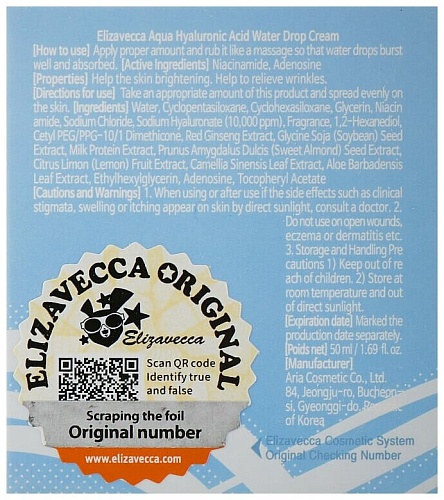 Elizavecca Aqua Hyaluronic Acid Water Drop Cream
[How to use] Apply proper amount and rub it like a massage so that water drops burst
well and absorbed. [Active Ingredients] Niacinamide, Adenosine
[Properties] Help the skin brightening. Help to relieve wrinkles.
[Directions for use] Take an appropriate amount of this product and spread evenly on
the skin. [Ingredients] Water, Cyclopentasiloxane, Cyclohexasiloxane, Glycerin, Niacin
amide, Sodium Chloride, Sodium Hyaluronate (10,000 ppm), Fragrance, 1,2-Hexanediol,
Cetyl PEG/PPG-10/1 Dimethicone, Red Ginseng Extract, Glycine Soja (Soybean) Seed
Extract, Milk Protein Extract, Prunus Amygdalus Dulcis (Sweet Almond) Seed Extract,
Citrus Limon (Lemon) Fruit Extract, Camellia Sinensis Leaf Extract, Aloe Barbadensis
Leaf Extract, Ethylhexylglycerin, Adenosine, Tocopheryl Acetate
[Cautions and Warnings] 1. When using or after use if the side effects such as clinical
stigmata, swelling or itching appear on skin by direct sunlight, consult a doctor. 2.
Do not use on open wounds,
eczema or dermatitis etc.
3. Storage and Handling Pre
cautions 1) Keep out of re
ach of children. 2) Store at
room temperature and out
of direct sunlight.
[Expiration date] Marked the
production date separately.
[Poids net] 50 ml / 1.69 fl. oz.
[Manufacturer]
Aria Cosmetic Co., Ltd.
84, Jeongju-ro, Bucheon-
si, Gyeonggi-do, Republic
of Korea
Elizavecca Cosmetic System
Original Checking Number
ELIZAVECCA ORIGINAL
Elizavecca
Scan QR code
Identify true
and false
Scraping the foil
Original number
www.elizavecca.com